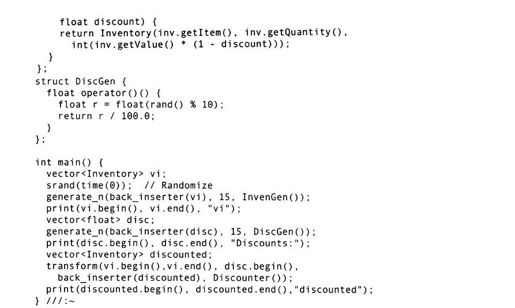 float discount) {
return Inventory(inv.getItem(), inv.getQuantity(),
int(inv.getValue() * (1 - discount)));
}
};
struct DiscGen {
float operator()() {
float r = float(rand() % 10);
return r / 100.0;
}
};
int main() {
vector<Inventory> vi;
srand(time(0)); // Randomize
generate_n(back_inserter(vi), 15, InvenGen());
print(vi.begin(), vi.end(), "vi");
vector<float> disc;
generate_n(back_inserter(disc), 15, DiscGen());
print(disc.begin(), disc.end(), "Discounts:");
vector<Inventory> discounted;
transform(vi.begin(),vi.end(), disc.begin(),
back_inserter(discounted), Discounter());
print(discounted.begin(), discounted.end(),"discounted");
} ///:~